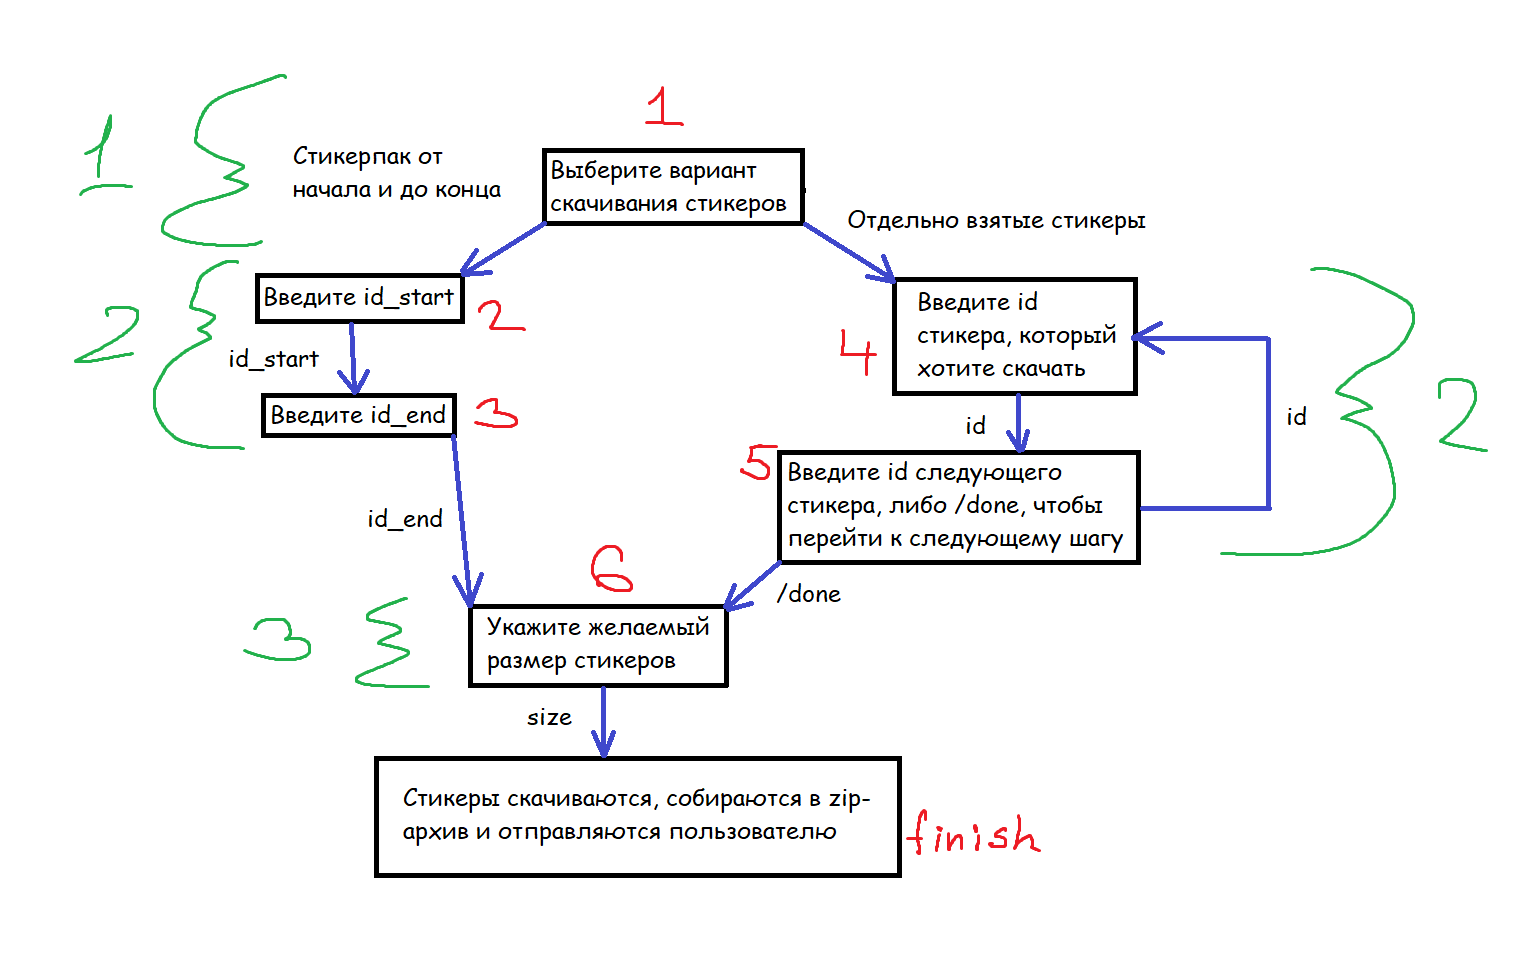 1
1
Стикерпак от
начала и до конца
Выберите вариант
скачивания стикеров
Отдельно взятые стикеры
2
Введите id_start
2
id_start
Введите id_end
3
id_end
Введите id
стикера, который
хотите скачать
4
id
id
2
5
Введите id следующего
стикера, либо /done, чтобы
перейти к следующему шагу
/done
6
3
Укажите желаемый
размер стикеров
size
Стикеры скачиваются, собираются в zip-
архив и отправляются пользователю
finish